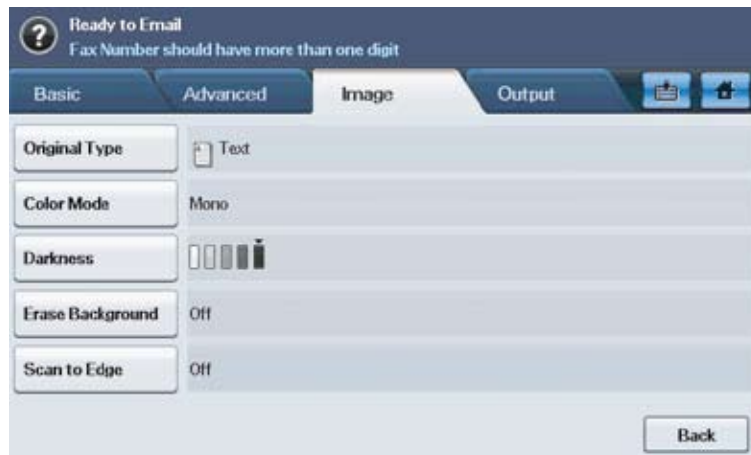 Ready to Email
Fax Number should have more than one digit
Basic Advanced Image Output
Original Type Text
Color Mode Mono
Darkness
Erase Background Off
Scan to Edge Off
Back